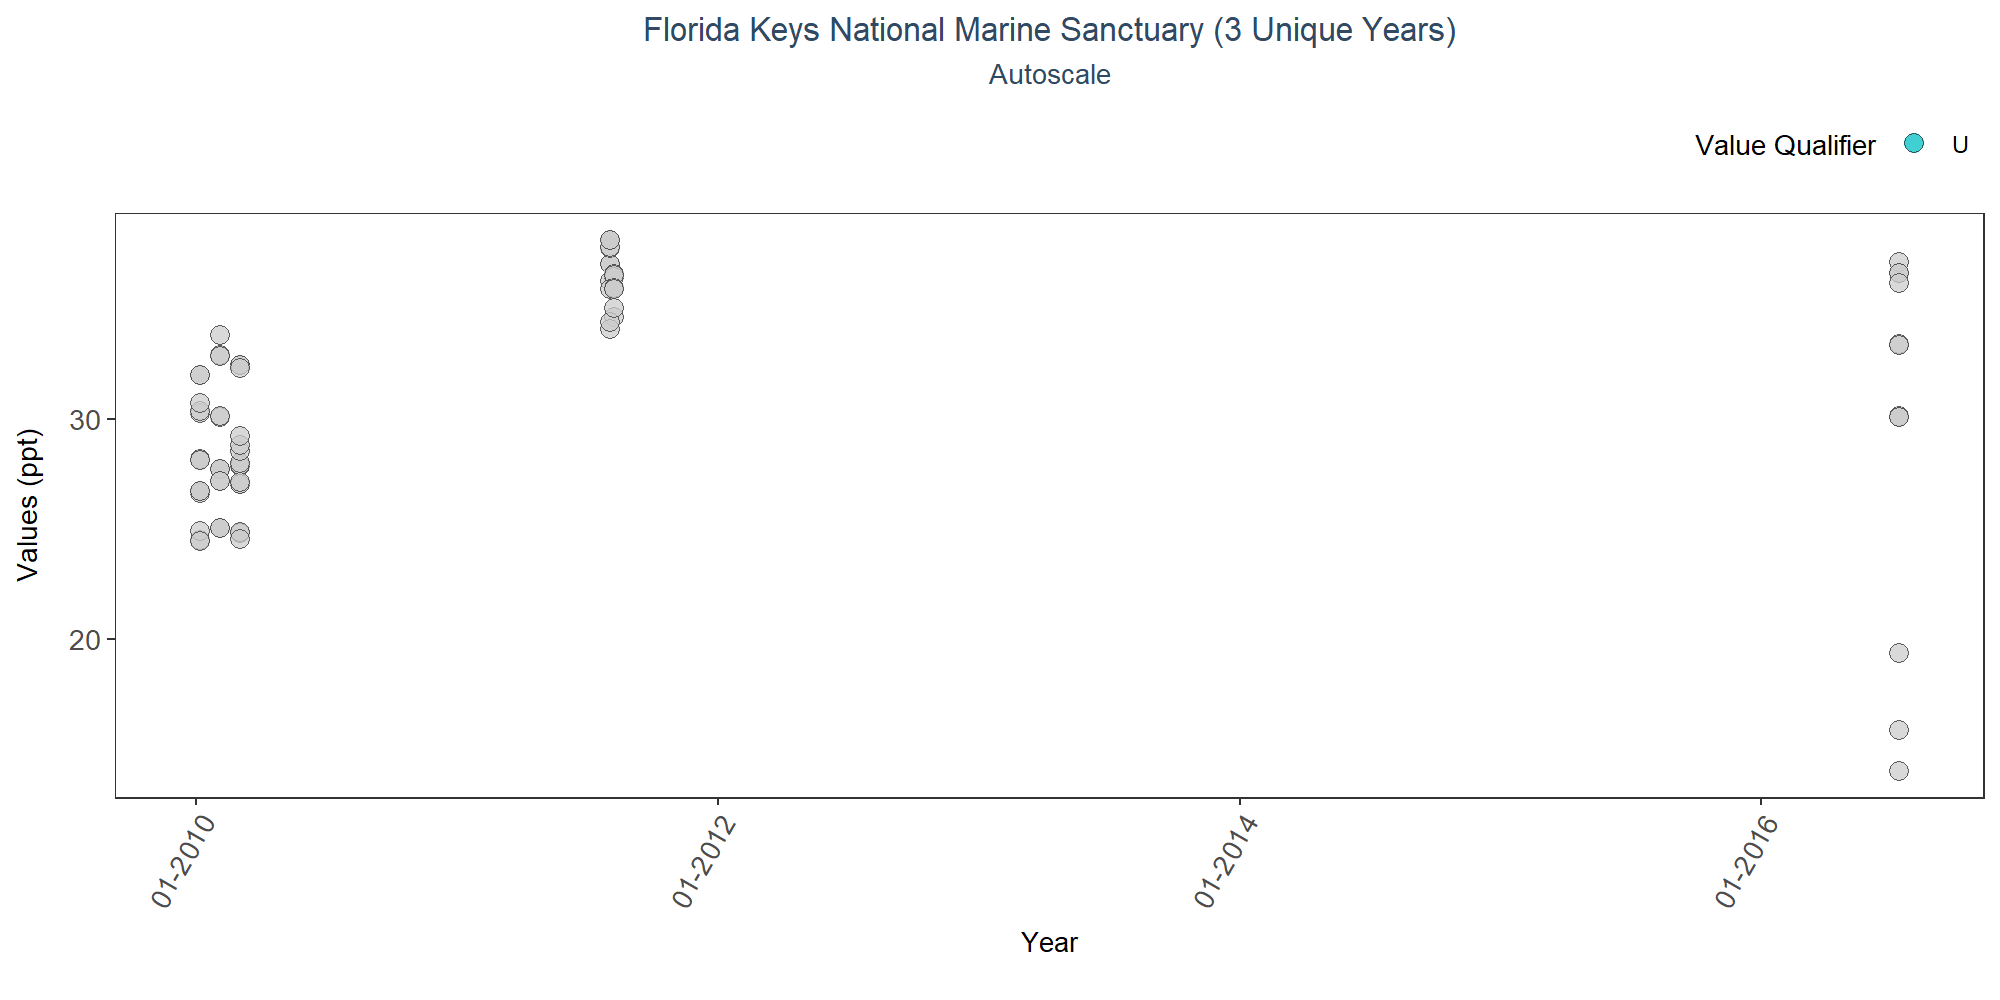 Florida Keys National Marine Sanctuary (3 Unique Years)
Autoscale
Value Qualifier U
Values (ppt)
30
20
01-2010
01-2012
01-2014
01-2016
Year